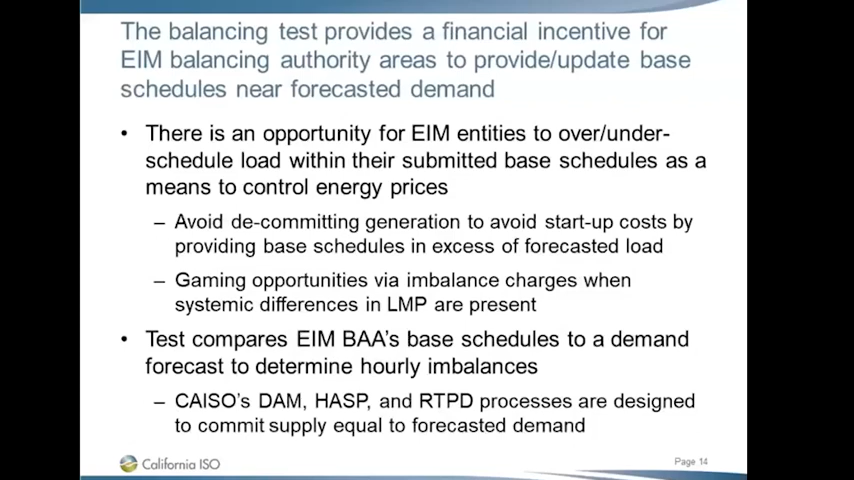 The balancing test provides a financial incentive for
EIM balancing authority areas to provide/update base
schedules near forecasted demand
• There is an opportunity for EIM entities to over/under-
schedule load within their submitted base schedules as a
means to control energy prices
– Avoid de-committing generation to avoid start-up costs by
providing base schedules in excess of forecasted load
– Gaming opportunities via imbalance charges when
systemic differences in LMP are present
• Test compares EIM BAA's base schedules to a demand
forecast to determine hourly imbalances
– CAISO's DAM, HASP, and RTPD processes are designed
to commit supply equal to forecasted demand
California ISO
Page 14